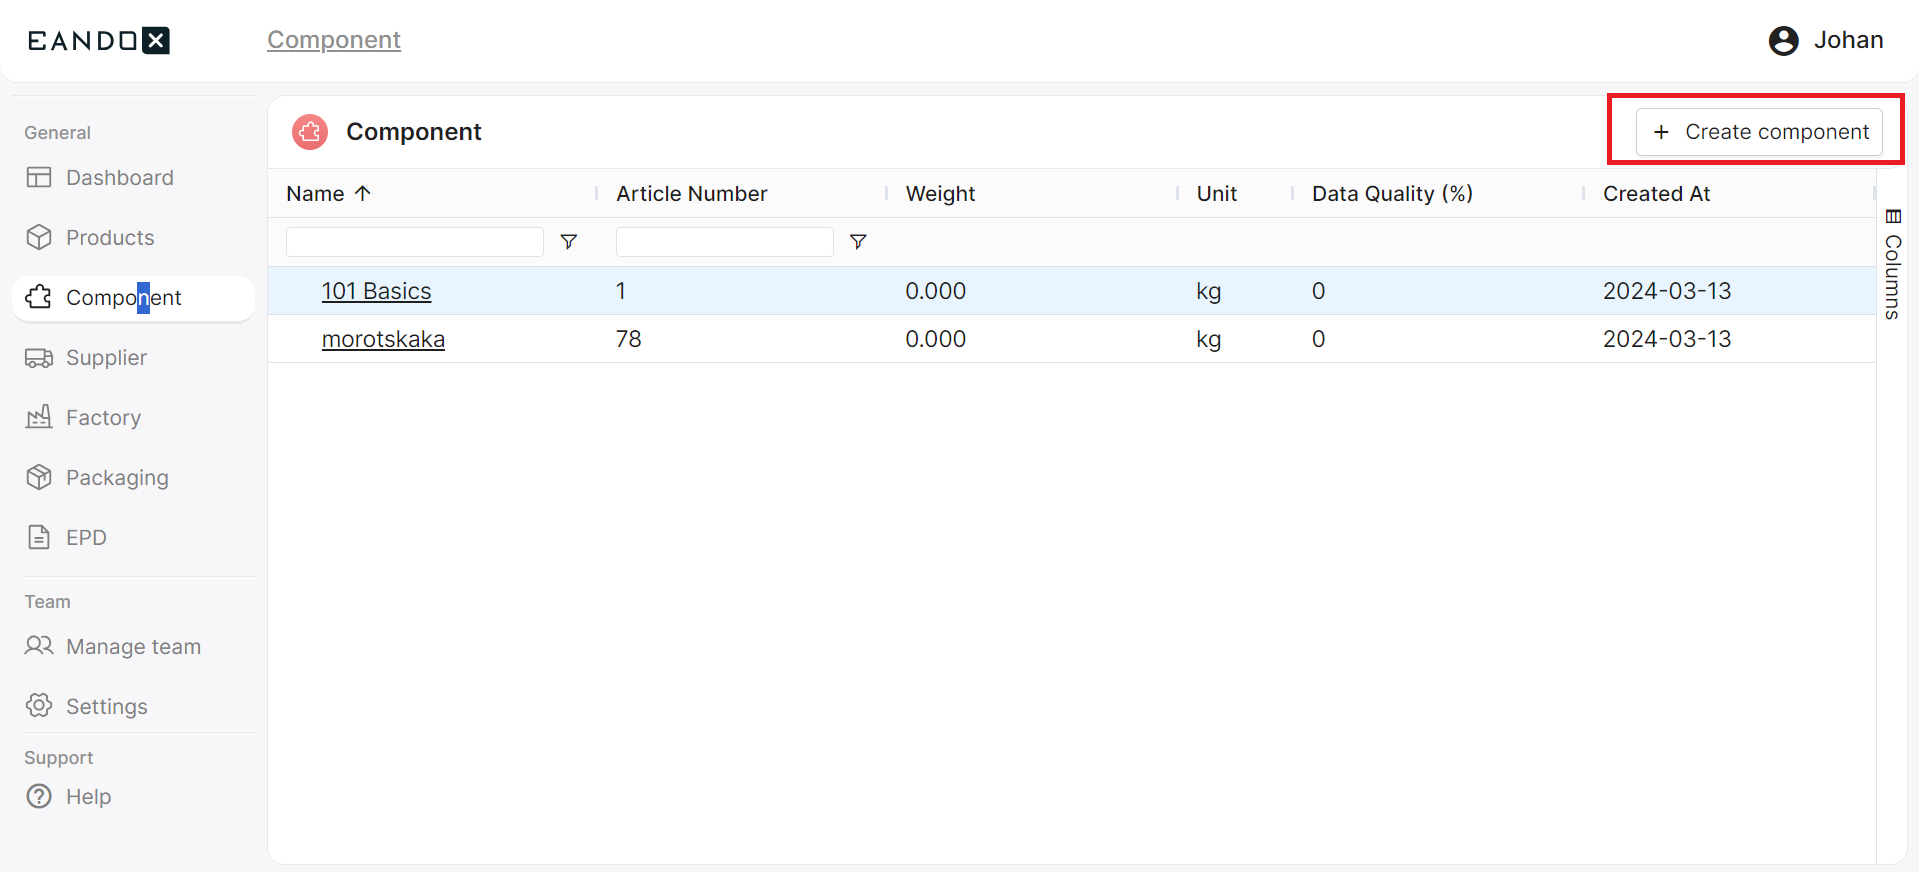 EANDOX
Component
Johan
General
Dashboard
Products
Component
Supplier
Factory
Packaging
EPD
Team
Manage team
Settings
Support
Help
Component
+ Create component
Name ↑ Article Number Weight Unit Data Quality (%) Created At
101 Basics 1 0.000 kg 0 2024-03-13
morotskaka 78 0.000 kg 0 2024-03-13
Columns